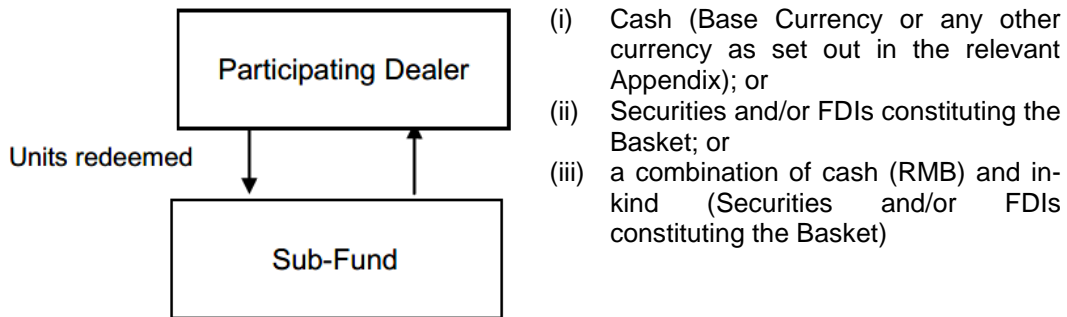 Participating Dealer
Units redeemed
Sub-Fund
(i) Cash (Base Currency or any other
currency as set out in the relevant
Appendix); or
(ii) Securities and/or FDIs constituting the
Basket; or
(iii) a combination of cash (RMB) and in-
kind (Securities and/or FDIs
constituting the Basket)